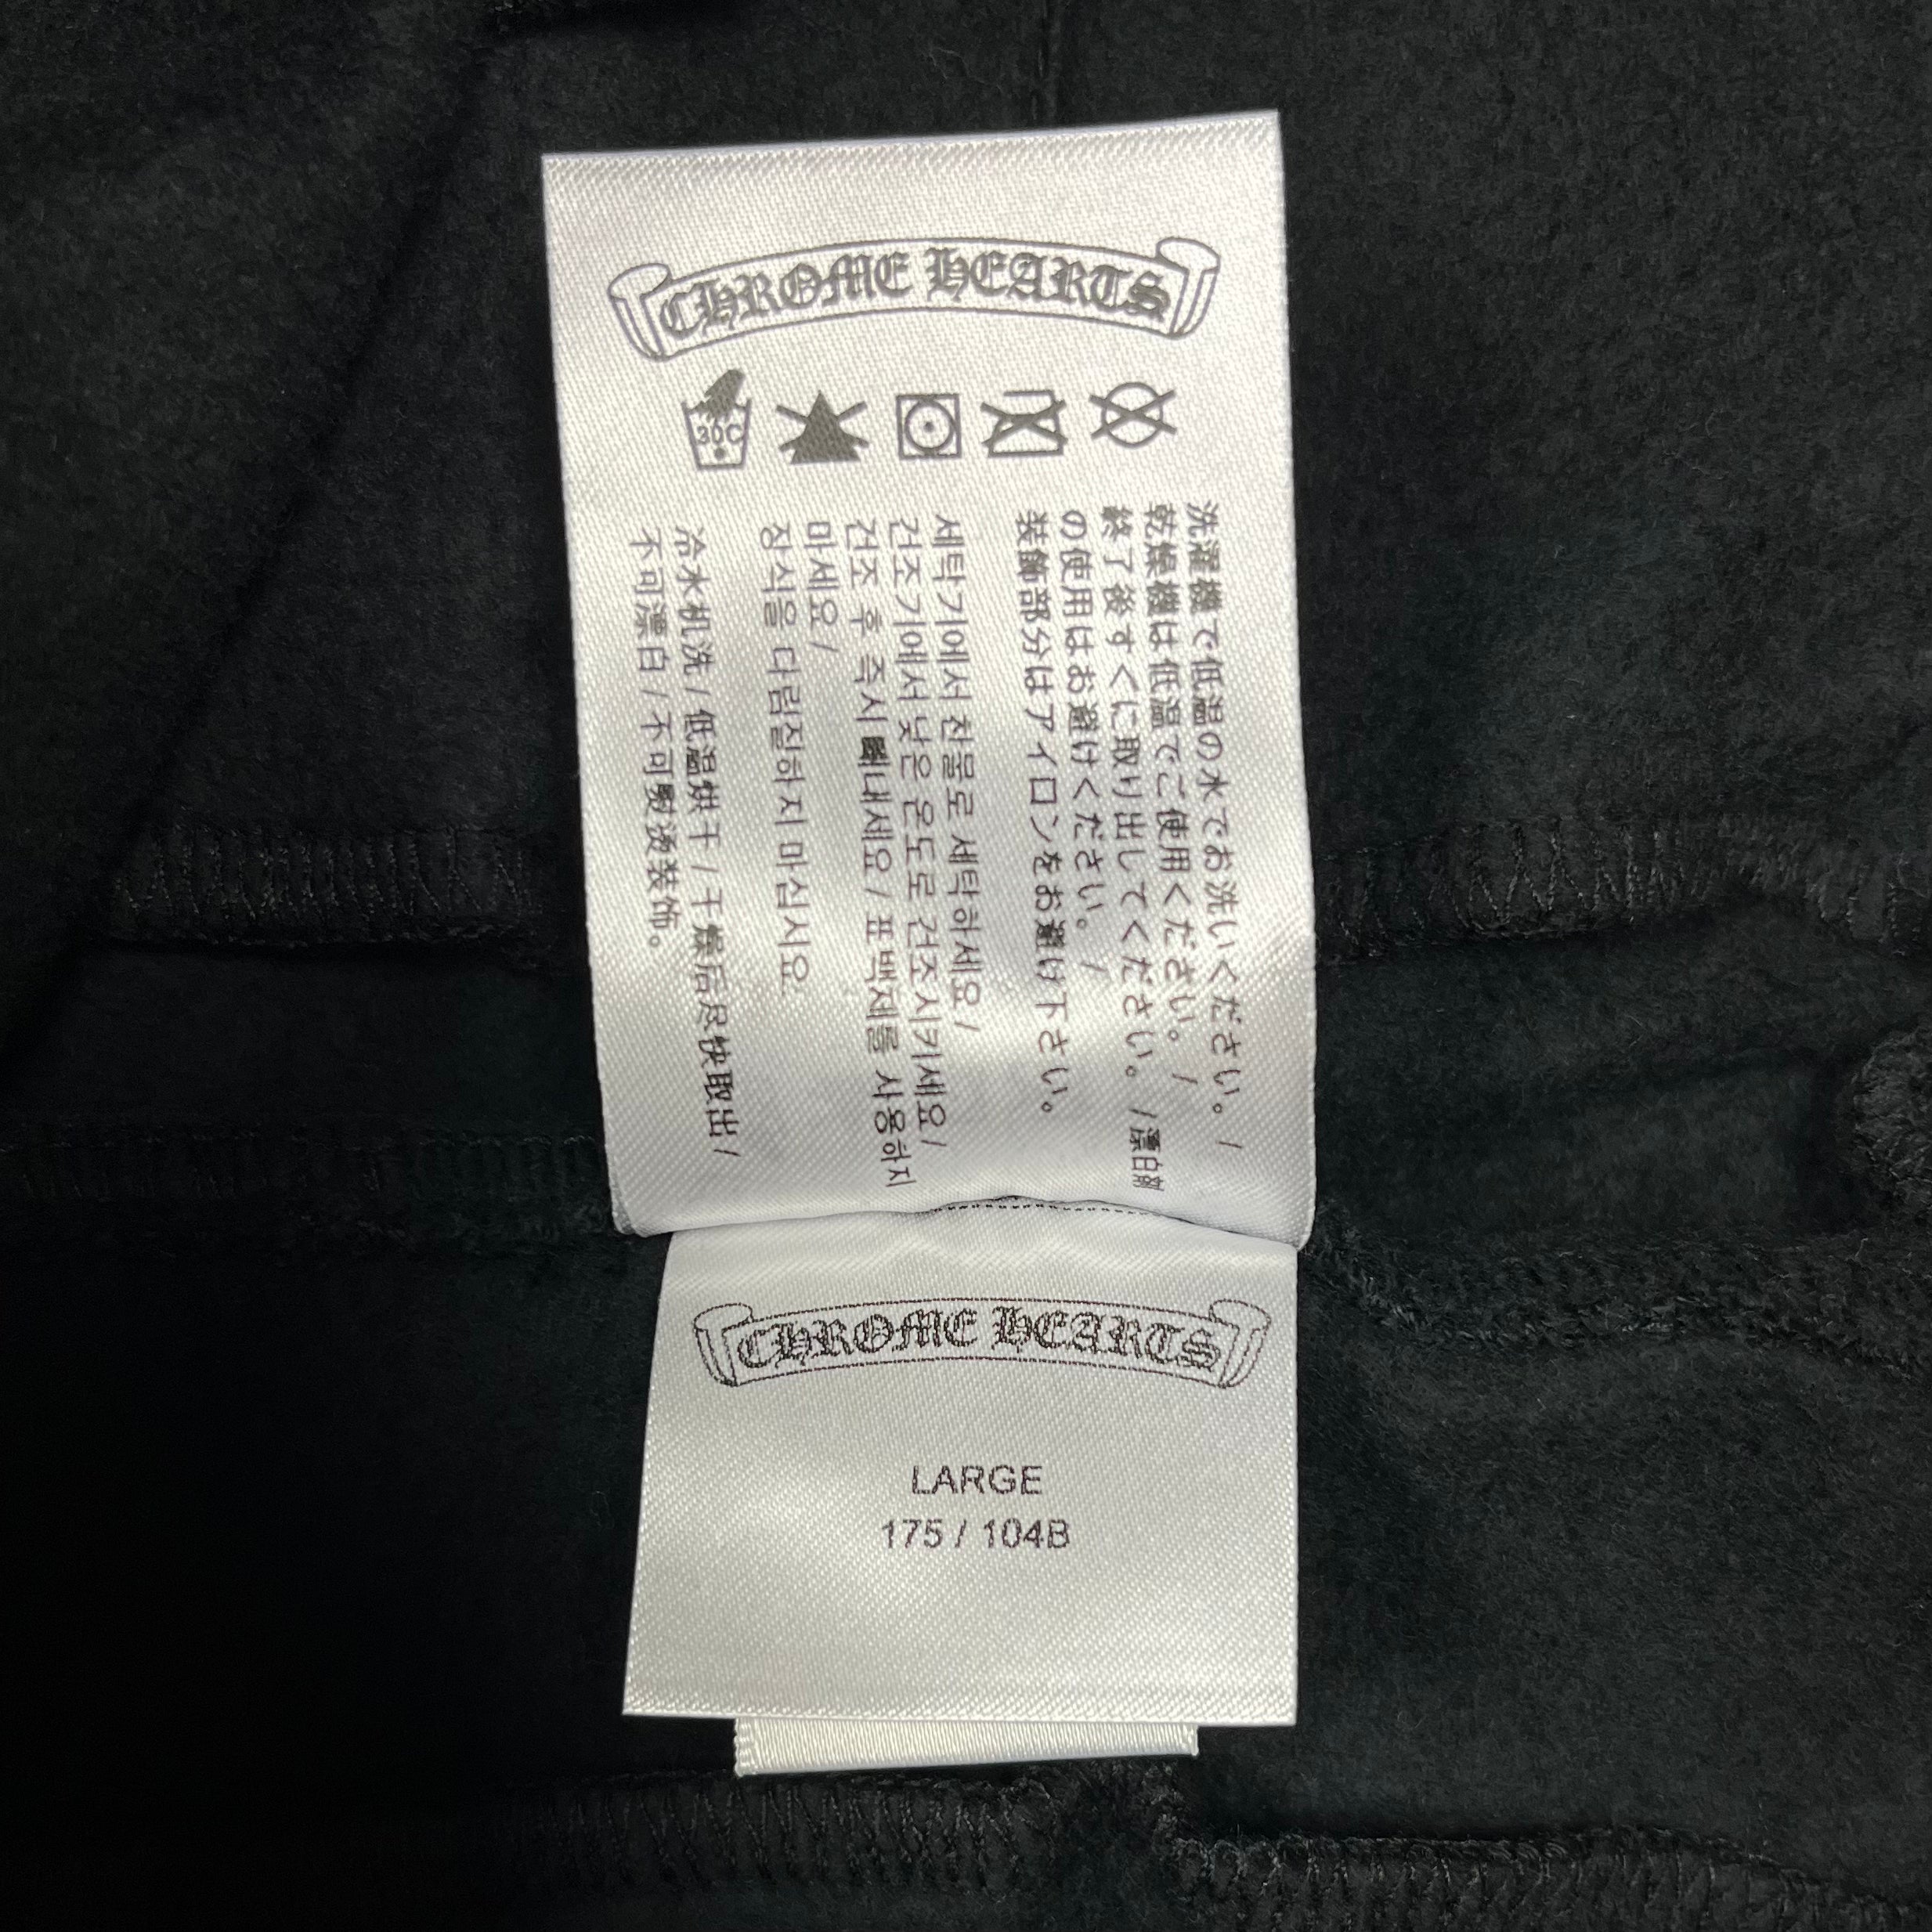 CHROME HEARTS
30C
洗濯機で低温の水でお洗いください。 /
乾燥機は低温でご使用ください。 /
終了後すぐに取り出してください。 /漂白剤
の使用はお避けください。 /
装飾部分はアイロンをお避け下さい。
세탁기에서 찬물로 세탁하세요 /
건조기에서 낮은 온도로 건조시키세요 /
건조 후 즉시 빼내세요 / 표백제를 사용하지
마세요 /
장식을 다림질하지 마십시요
冷水机洗 / 低温烘干 / 干燥后尽快取出 /
不可漂白 / 不可熨烫装饰。
CHROME HEARTS
LARGE
175 / 104B